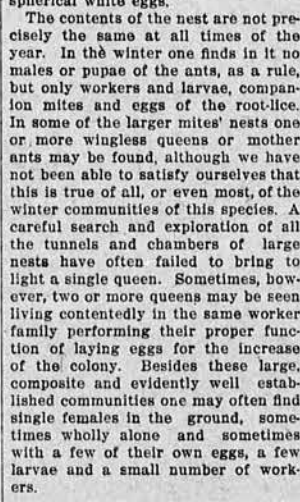 spherical white eggs.
The contents of the nest are not pre-
cisely the same at all times of the
year. In the winter one finds in it no
males or pupae of the ants, as a rule,
but only workers and larvae, compan-
ion mites and eggs of the root-lice.
In some of the larger mites' nests one
or more wingless queens or mother
ants may be found, although we have
not been able to satisfy ourselves that
this is true of all, or even most, of the
winter communities of this species. A
careful search and exploration of all
the tunnels and chambers of large
nests have often failed to bring to
light a single queen. Sometimes, how-
ever, two or more queens may be seen
living contentedly in the same worker
family performing their proper func-
tion of laying eggs for the increase
of the colony. Besides these large,
composite and evidently well estab-
lished communities one may often find
single females in the ground, some-
times wholly alone and sometimes
with a few of their own eggs, a few
larvae and a small number of work-
ers.